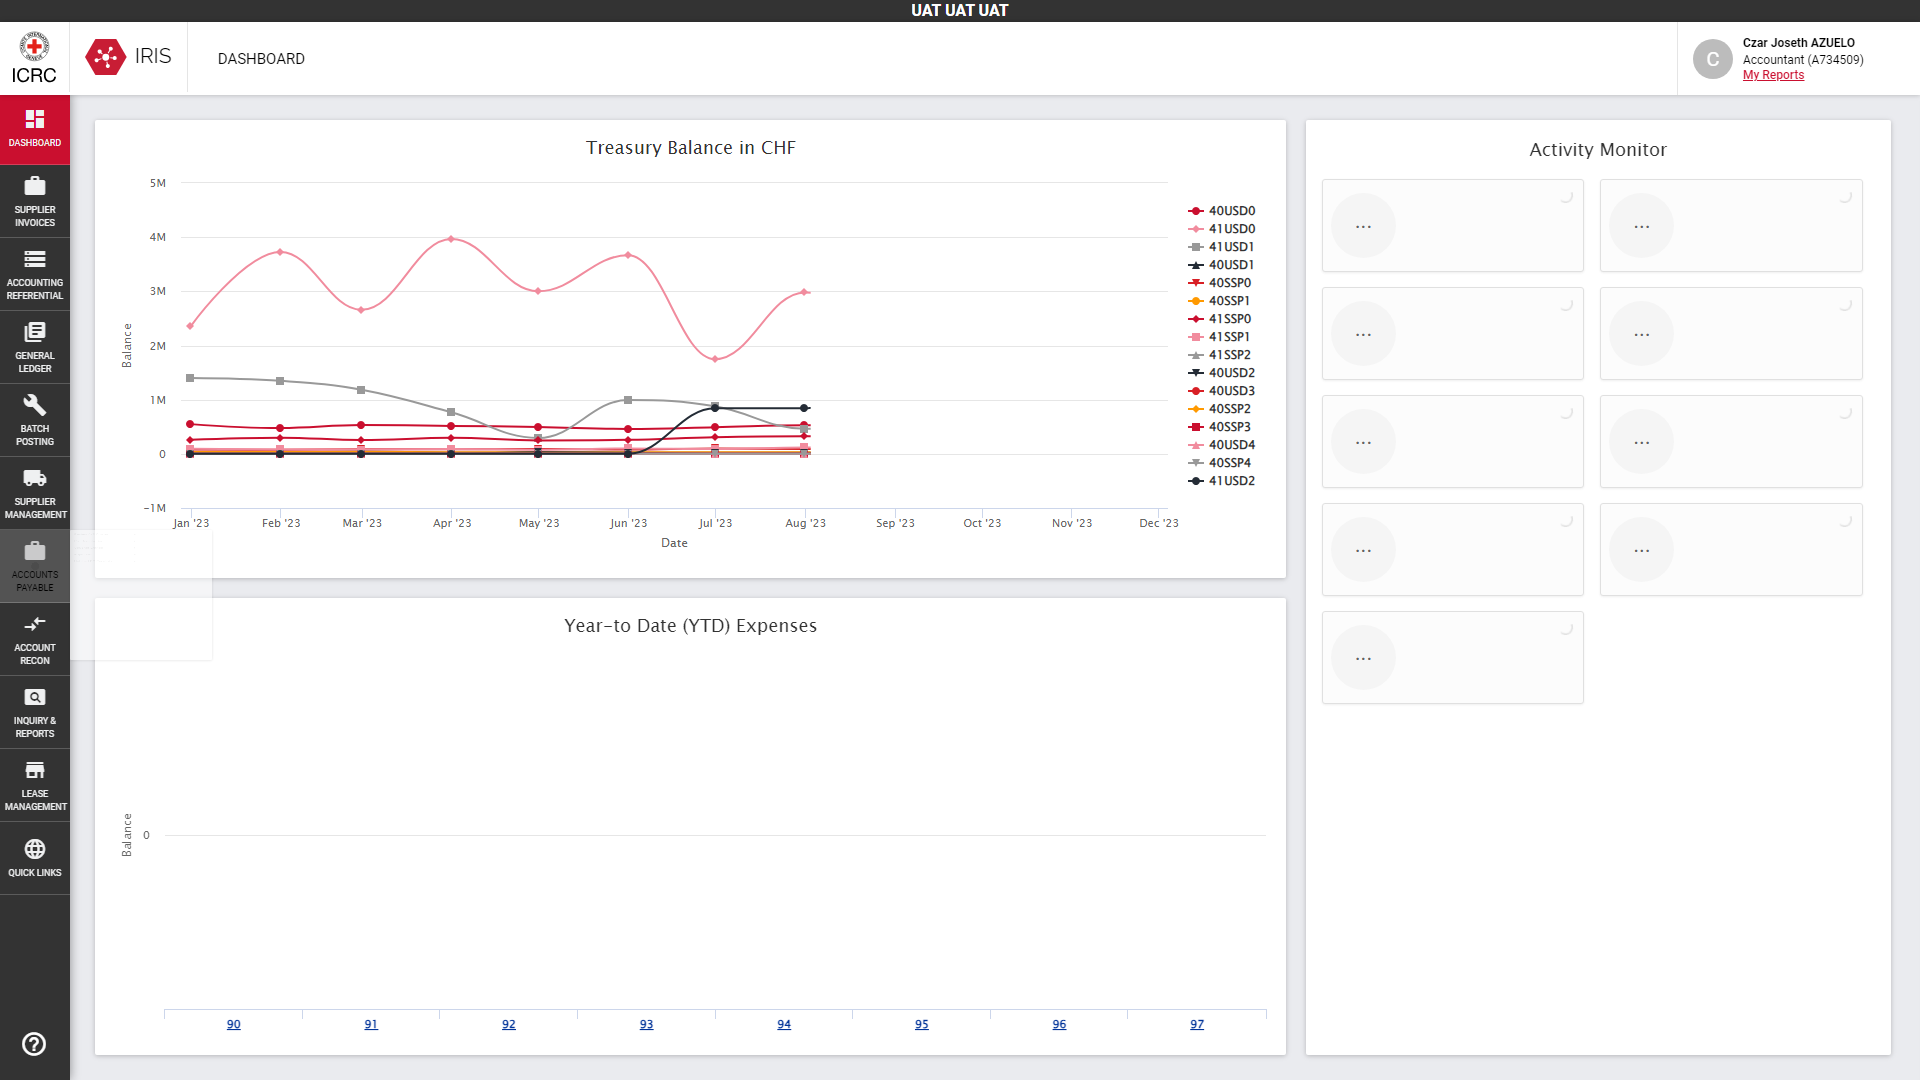 UAT UAT UAT
ICRC
IRIS
DASHBOARD
Czar Joseth AZUELO
Accountant (A734509)
My Reports
DASHBOARD
SUPPLIER
INVOICES
ACCOUNTING
REFERENTIAL
GENERAL
LEDGER
BATCH
POSTING
SUPPLIER
MANAGEMENT
ACCOUNTS
PAYABLE
ACCOUNT
RECON
INQUIRY &
REPORTS
LEASE
MANAGEMENT
QUICK LINKS
Treasury Balance in CHF
Balance
5M
4M
3M
2M
1M
0
-1M
Jan '23
Feb '23
Mar '23
Apr '23
May '23
Jun '23
Jul '23
Aug '23
Sep '23
Oct '23
Nov '23
Dec '23
Date
40USD0
41USD0
41USD1
40USD1
40SSP0
40SSP1
41SSP0
41SSP1
41SSP2
40USD2
40USD3
40SSP2
40SSP3
40USD4
40SSP4
41USD2
Year-to Date (YTD) Expenses
Balance
0
90
91
92
93
94
95
96
97
Activity Monitor
...
...
...
...
...
...
...
...
...